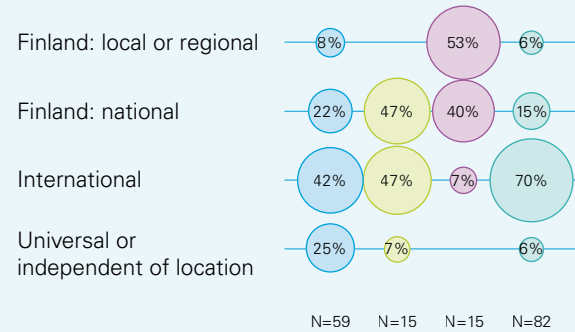 Finland: local or regional 8% 53% 6%
Finland: national 22% 47% 40% 15%
International 42% 47% 7% 70%
Universal or
independent of location 25% 7% 6%
N=59 N=15 N=15 N=82